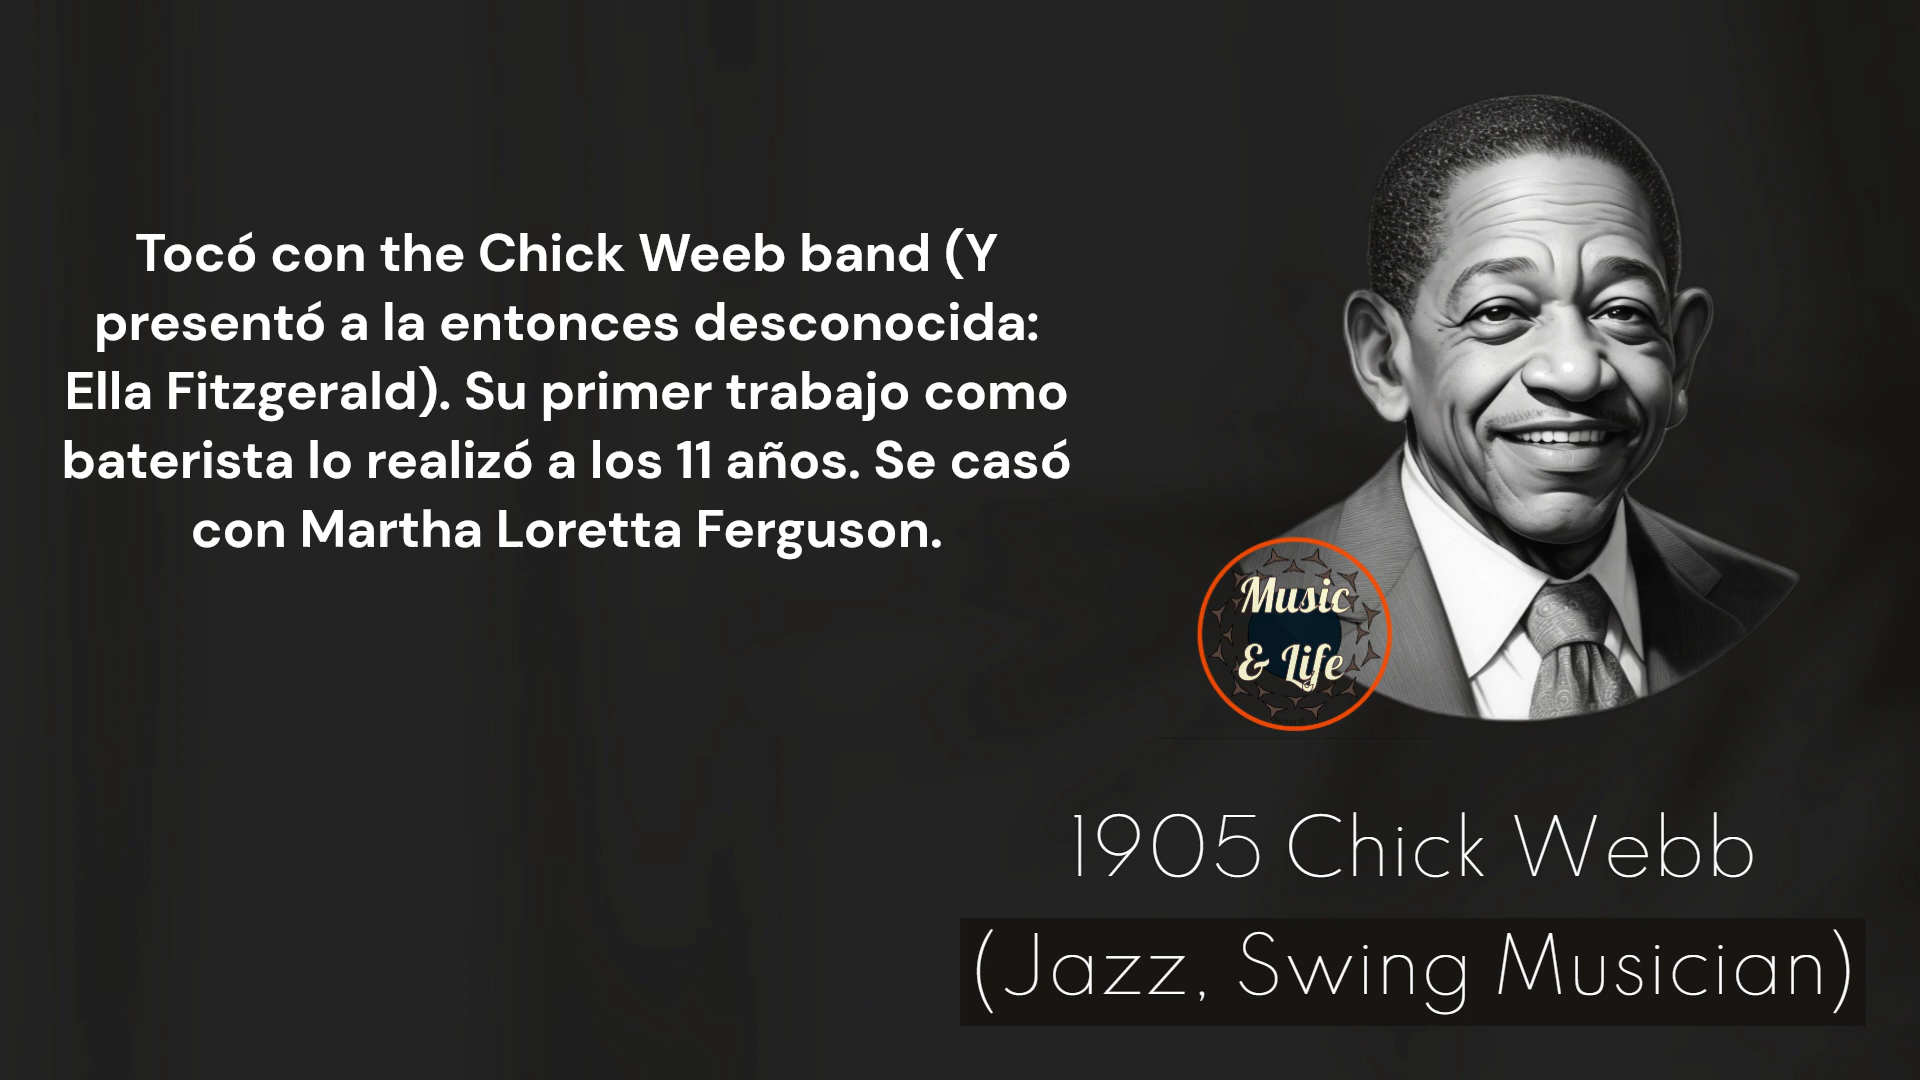 Tocó con the Chick Weeb band (Y
presentó a la entonces desconocida:
Ella Fitzgerald). Su primer trabajo como
baterista lo realizó a los 11 años. Se casó
con Martha Loretta Ferguson.
Music
& Life
1905 Chick Webb
(Jazz, Swing Musician)